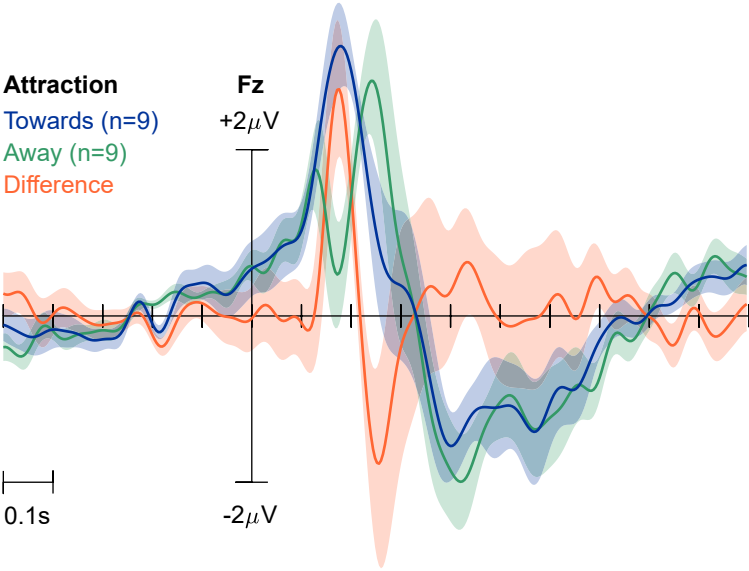 Attraction
Towards (n=9)
Away (n=9)
Difference
Fz
+2μV
-2μV
0.1s